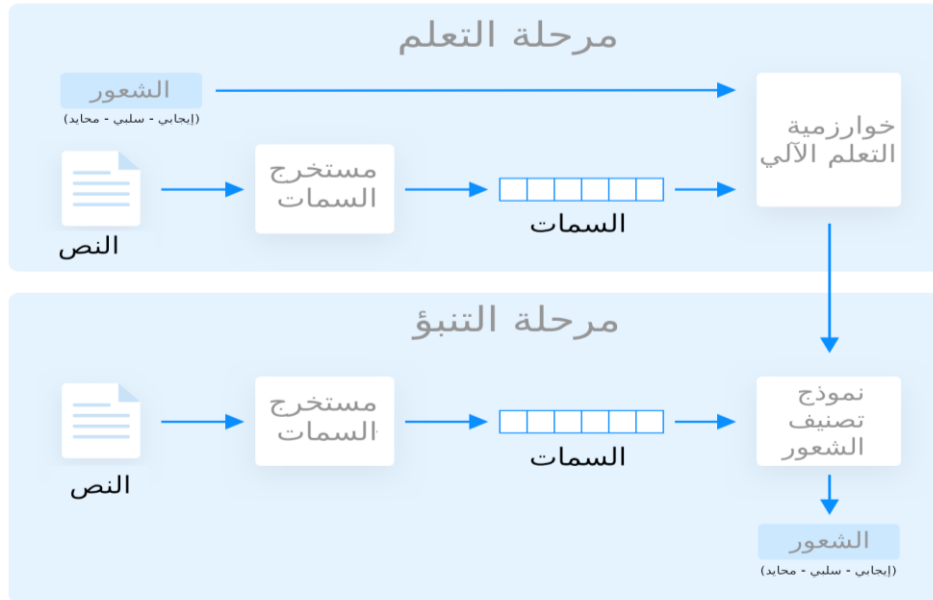 مرحلة التعلم
الشعور
(إيجابي - سلبي - محايد)
النص
مستخرج
السمات
السمات
خوارزمية
التعلم الآلي
مرحلة التنبؤ
النص
مستخرج
السمات
السمات
نموذج
تصنيف
الشعور
الشعور
(إيجابي - سلبي - محايد)